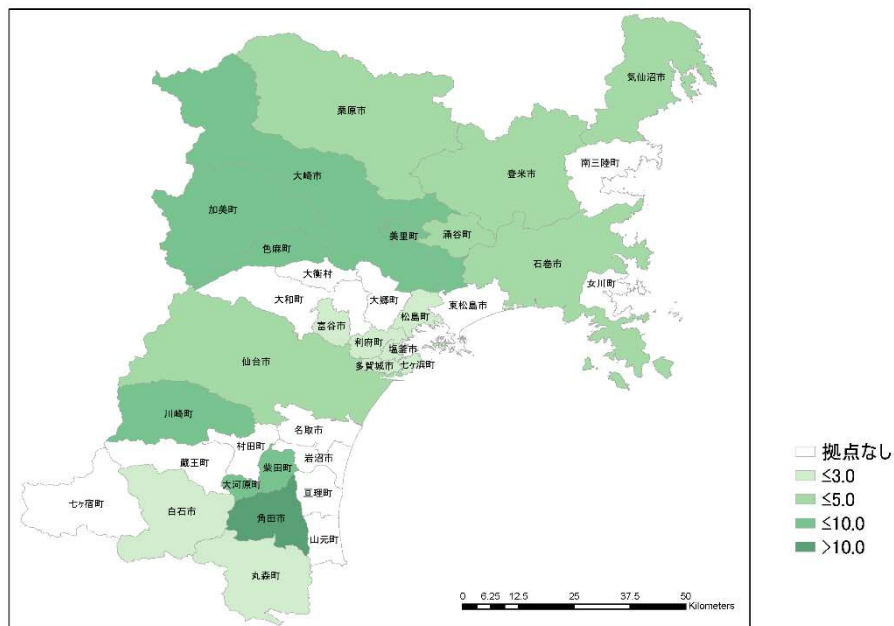 気仙沼市
栗原市
南三陸町
登米市
大崎市
加美町
美里町
涌谷町
色麻町
石巻市
大衡村
女川町
大和町
大郷町
東松島市
松島町
富谷市
利府町
塩釜市
仙台市
多賀城市
七ヶ浜町
川崎町
名取市
村田町
岩沼市
蔵王町
柴田町
大河原町
亘理町
七ヶ宿町
白石市
角田市
山元町
丸森町
拠点なし
≤3.0
≤5.0
≤10.0
>10.0
0 6.25 12.5 25 37.5 50
Kilometers